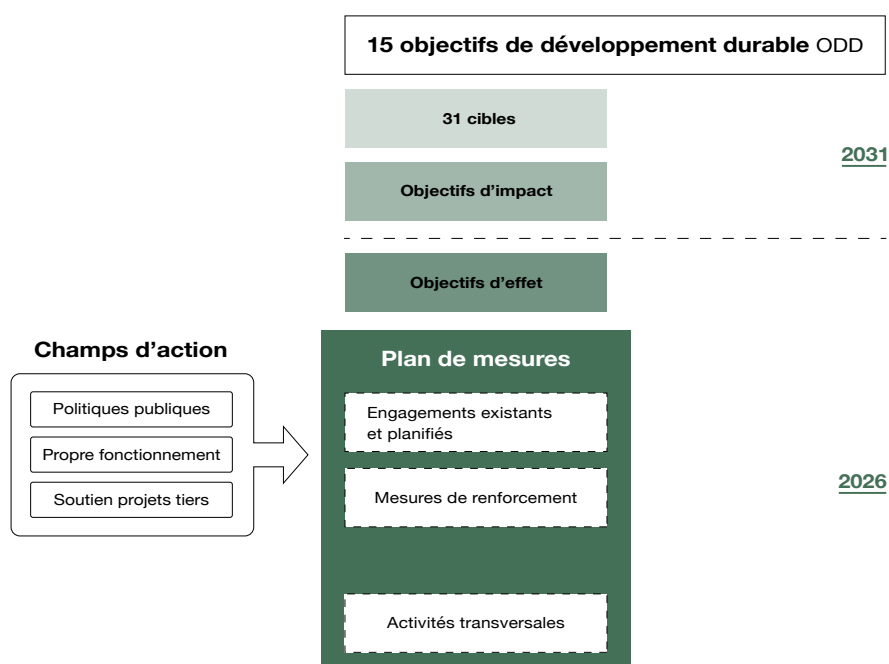 15 objectifs de développement durable ODD
31 cibles
2031
Objectifs d’impact
Objectifs d’effet
Champs d’action
Politiques publiques
Propre fonctionnement
Soutien projets tiers
Plan de mesures
Engagements existants
et planifiés
Mesures de renforcement
2026
Activités transversales